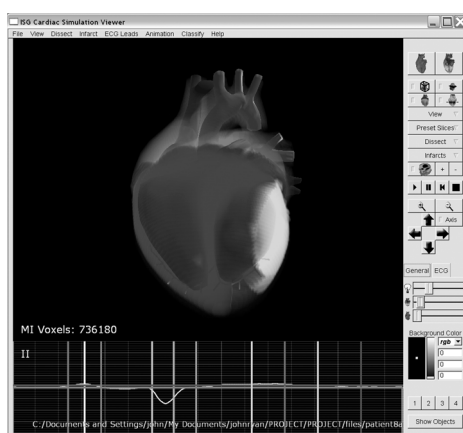 ISG Cardiac Simulation Viewer
File View Dissect Infarct ECG Leads Animation Classify Help
View
Preset Slices
Dissect
Infarcts
+ -
Axis
General ECG
Background Color
rgb
0
0
0
MI Voxels: 736180
II
1 2 3 4
C:/Documents and Settings/john/My Documents/johnryan/PROJECT/PROJECT/files/patient8a
Show Objects